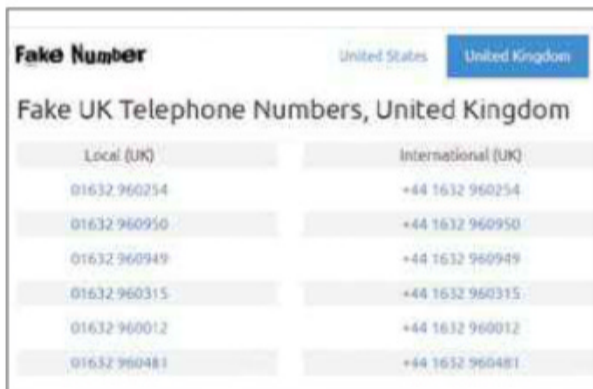 Fake Number United States United Kingdom
Fake UK Telephone Numbers, United Kingdom
Local (UK) International (UK)
01632 960254 +44 1632 960254
01632 960950 +44 1632 960950
01632 960949 +44 1632 960949
01632 960315 +44 1632 960315
01632 960012 +44 1632 960012
01632 960481 +44 1632 960481